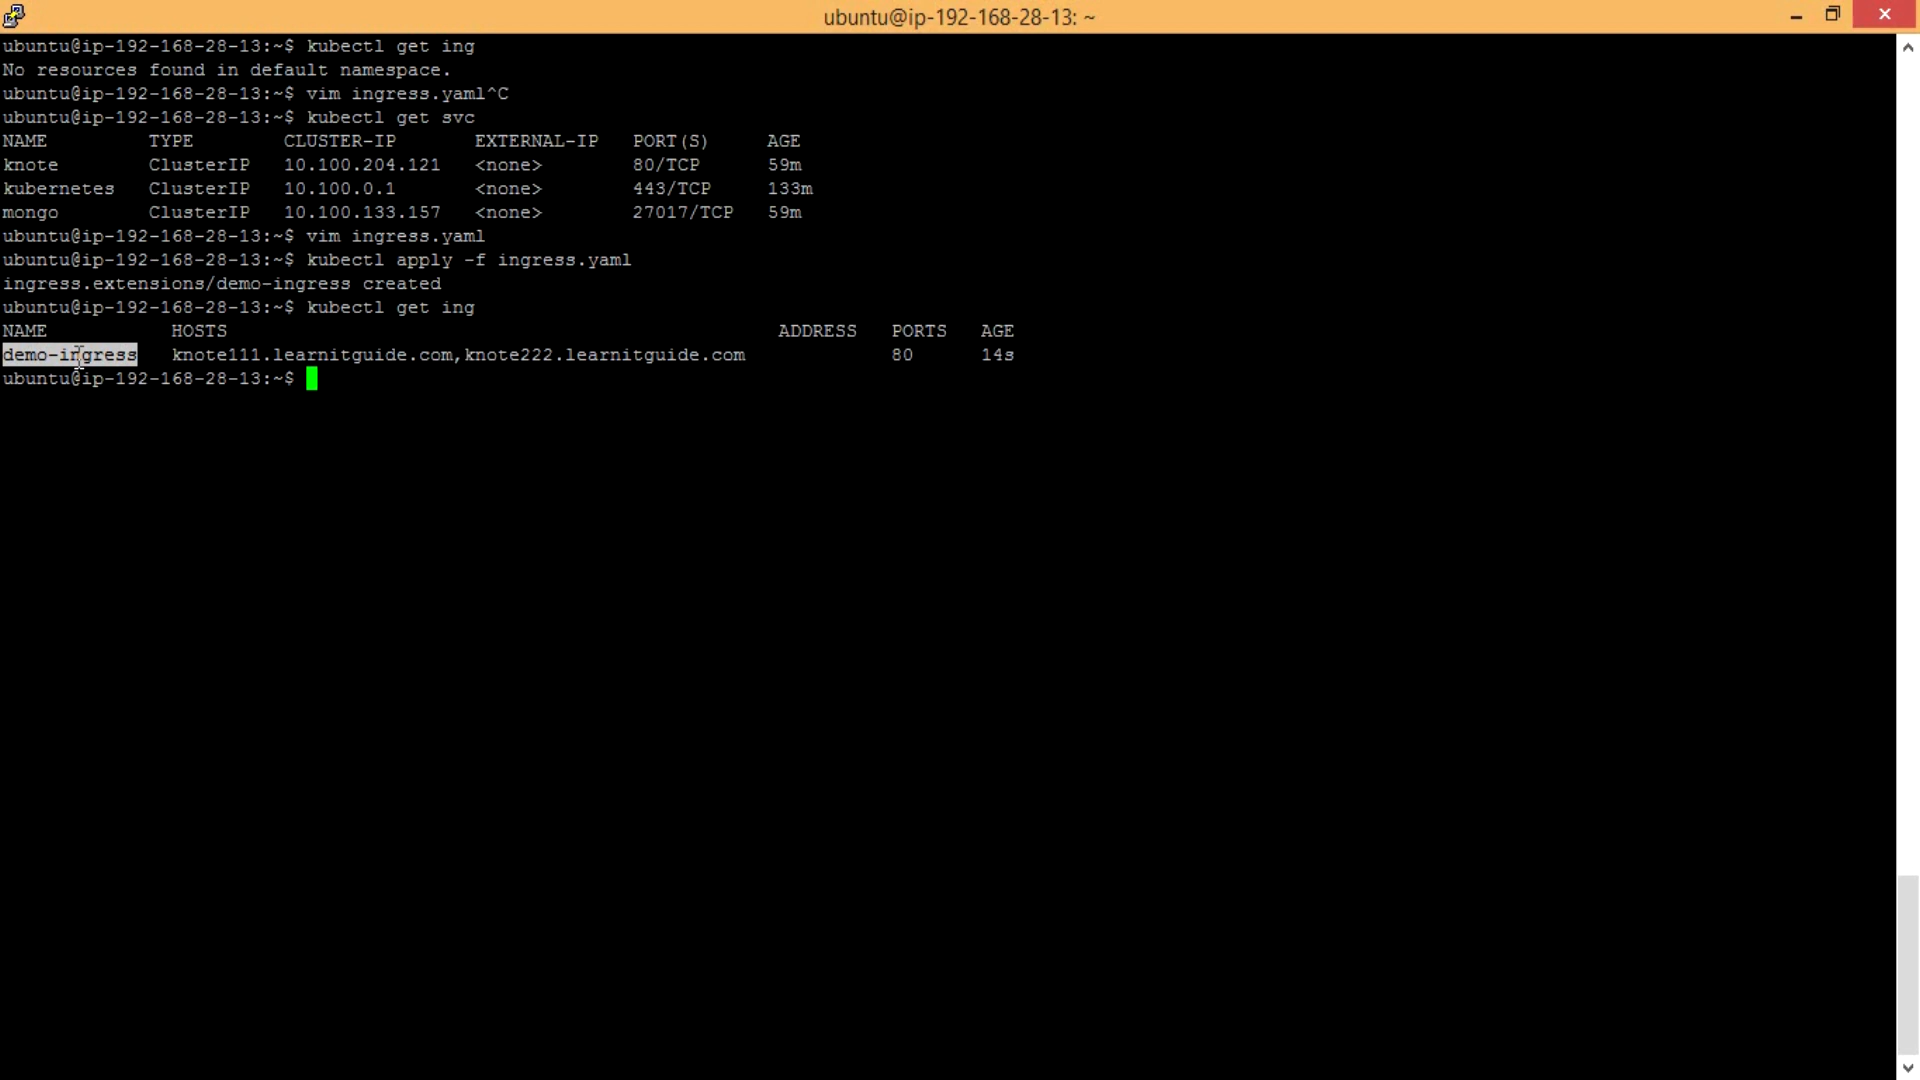 ubuntu@ip-192-168-28-13: ~
ubuntu@ip-192-168-28-13:~$ kubectl get ing
No resources found in default namespace.
ubuntu@ip-192-168-28-13:~$ vim ingress.yaml^C
ubuntu@ip-192-168-28-13:~$ kubectl get svc
NAME         TYPE        CLUSTER-IP       EXTERNAL-IP   PORT(S)     AGE
knote        ClusterIP   10.100.204.121   <none>        80/TCP      59m
kubernetes   ClusterIP   10.100.0.1       <none>        443/TCP     133m
mongo        ClusterIP   10.100.133.157   <none>        27017/TCP   59m
ubuntu@ip-192-168-28-13:~$ vim ingress.yaml
ubuntu@ip-192-168-28-13:~$ kubectl apply -f ingress.yaml
ingress.extensions/demo-ingress created
ubuntu@ip-192-168-28-13:~$ kubectl get ing
NAME           HOSTS                                                 ADDRESS   PORTS   AGE
demo-ingress   knote111.learnitguide.com,knote222.learnitguide.com             80      14s
ubuntu@ip-192-168-28-13:~$